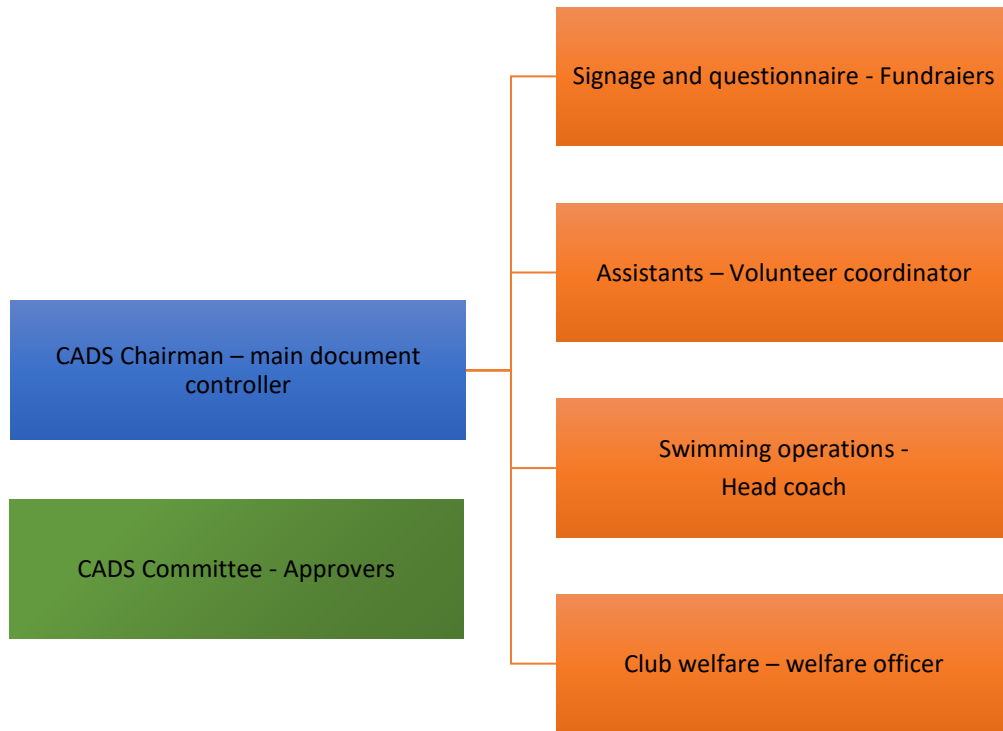 Signage and questionnaire - Fundraiers
Assistants – Volunteer coordinator
CADS Chairman – main document
controller
Swimming operations -
Head coach
CADS Committee - Approvers
Club welfare – welfare officer